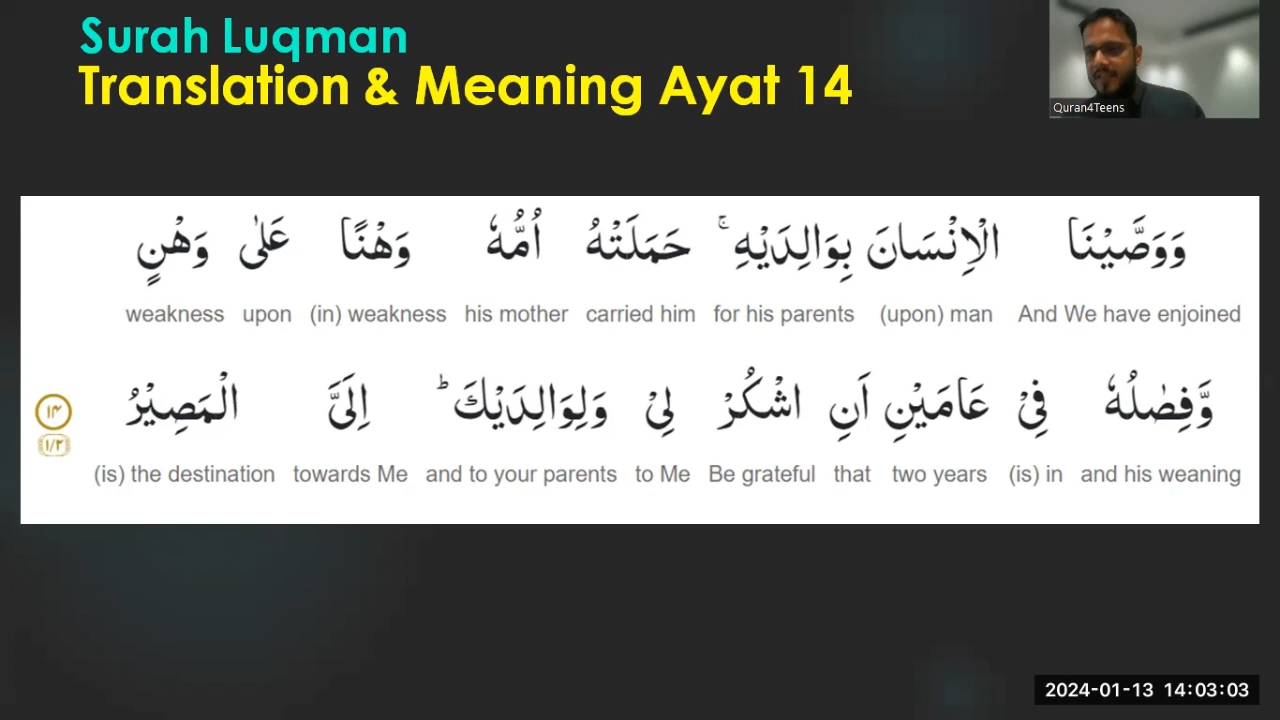 Surah Luqman
Translation & Meaning Ayat 14
Quran4Teens
وَوَصَّيْنَا الْاِنْسَانَ بِوَالِدَيْهِ ۚ حَمَلَتْهُ اُمُّهٗ وَهْنًا عَلٰى وَهْنٍ
weakness upon (in) weakness his mother carried him for his parents (upon) man And We have enjoined
وَّفِصٰلُهٗ فِيْ عَامَيْنِ اَنِ اشْكُرْ لِيْ وَلِوَالِدَيْكَ ؕ اِلَيَّ الْمَصِيْرُ ۱۴
۱/۲
(is) the destination towards Me and to your parents to Me Be grateful that two years (is) in and his weaning
2024-01-13 14:03:03